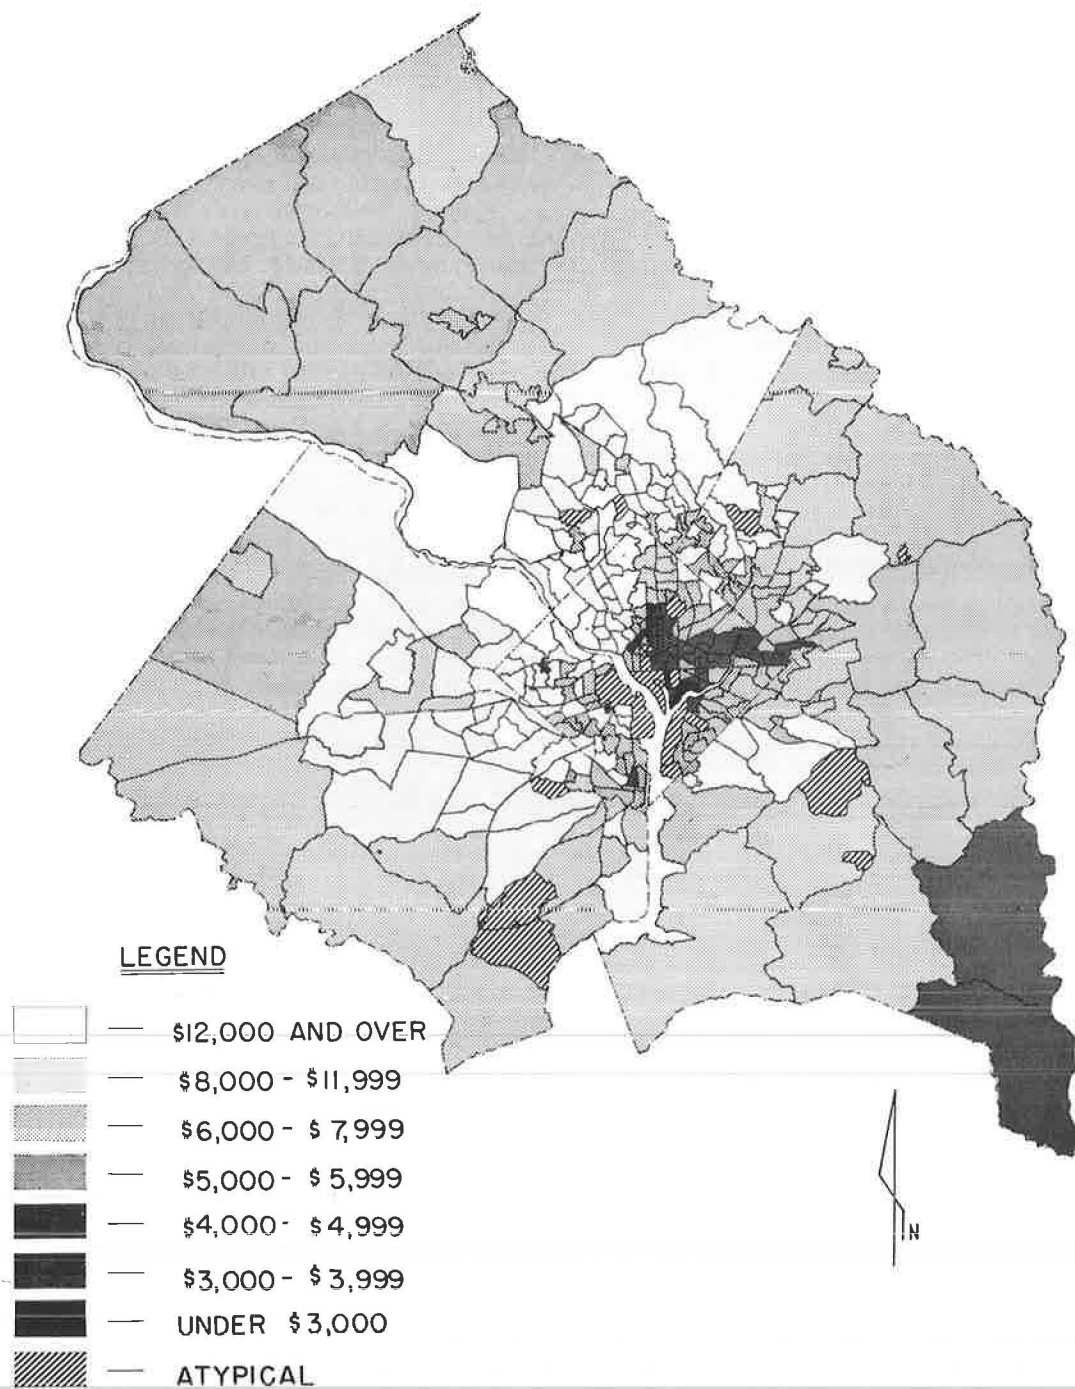 LEGEND
— $12,000 AND OVER
— $8,000 - $11,999
— $6,000 - $7,999
— $5,000 - $5,999
— $4,000 - $4,999
— $3,000 - $3,999
— UNDER $3,000
— ATYPICAL
N